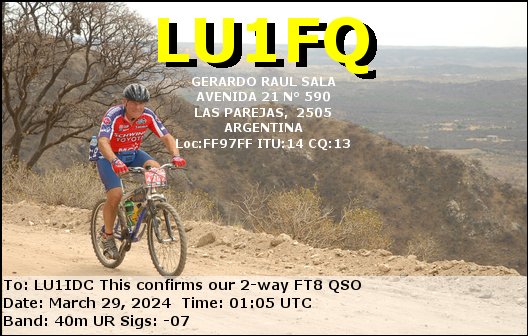 LU1FQ
GERARDO RAUL SALA
AVENIDA 21 N° 590
LAS PAREJAS,  2505
ARGENTINA
Loc:FF97FF ITU:14 CQ:13
SCHWINN
TOYOTA
To: LU1IDC This confirms our 2-way FT8 QSO
Date: March 29, 2024  Time: 01:05 UTC
Band: 40m UR Sigs: -07